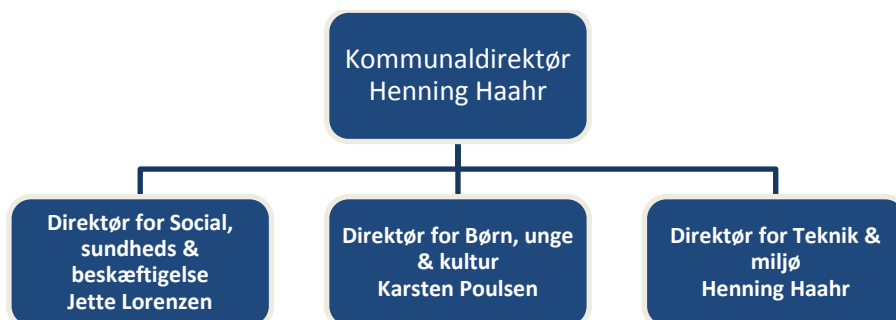 Kommunaldirektør
Henning Haahr
Direktør for Social,
sundheds &
beskæftigelse
Jette Lorenzen
Direktør for Børn, unge
& kultur
Karsten Poulsen
Direktør for Teknik &
miljø
Henning Haahr